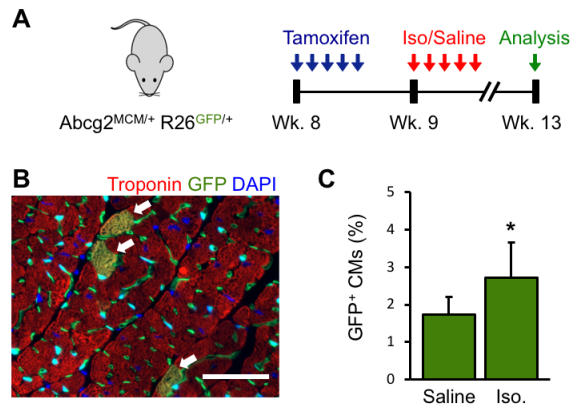 A
Tamoxifen Iso/Saline Analysis
Abcg2MCM/+ R26GFP/+
Wk. 8 Wk. 9 Wk. 13
B
Troponin GFP DAPI
C
GFP+ CMs (%)
5
4
3
2
1
0
*
Saline Iso.